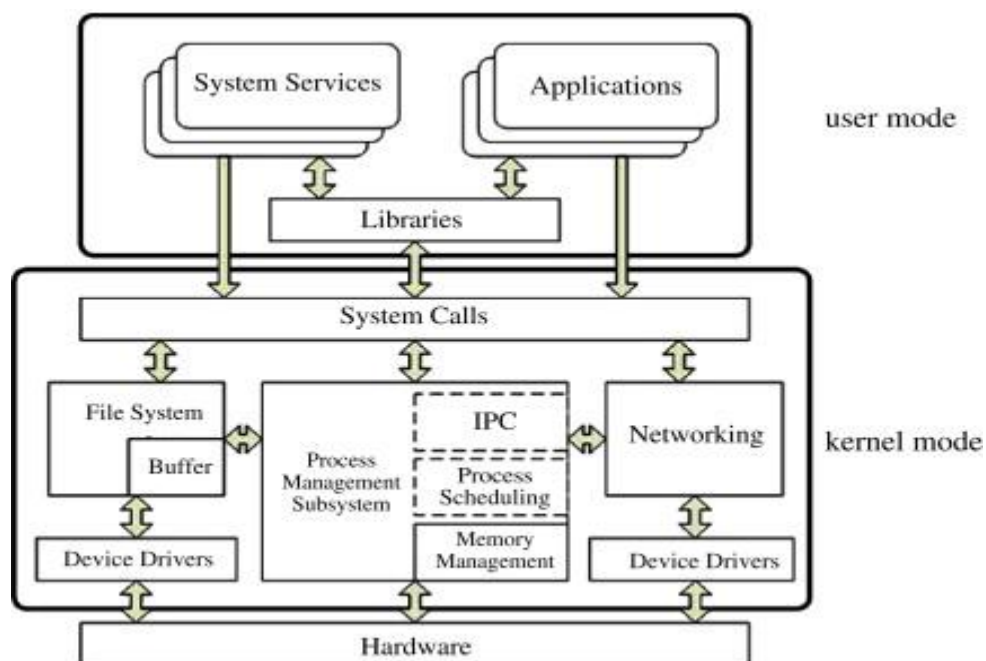 System Services
Applications
user mode
Libraries
System Calls
File System
Buffer
Process
Management
Subsystem
IPC
Process
Scheduling
Memory
Management
Networking
kernel mode
Device Drivers
Device Drivers
Hardware